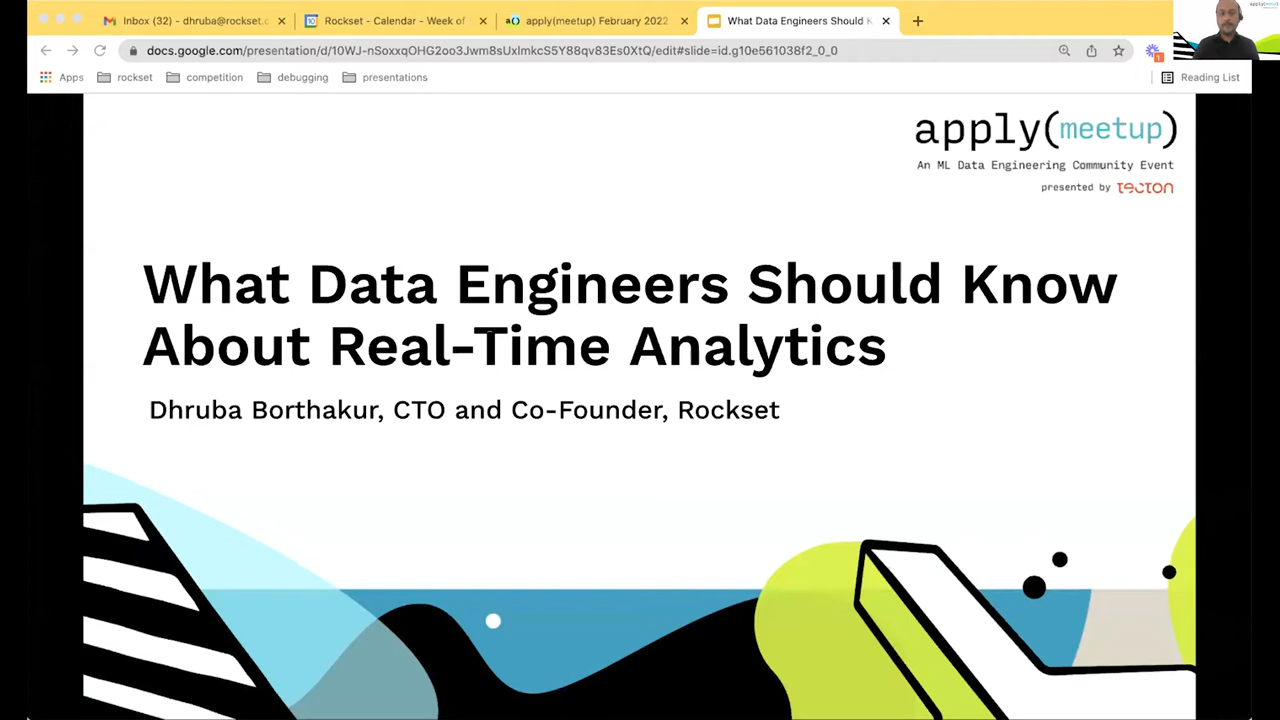 Inbox (32) - dhruba@rockset.c
Rockset - Calendar - Week of
apply(meetup) February 2022
What Data Engineers Should K
docs.google.com/presentation/d/10WJ-nSoxxqOHG2oo3Jwm8sUxlmkcS5Y88qv83Es0XtQ/edit#slide=id.g10e561038f2_0_0
1
Apps
rockset
competition
debugging
presentations
Reading List
apply(meetup)
An ML Data Engineering Community Event
presented by tecton
What Data Engineers Should Know
About Real-Time Analytics
Dhruba Borthakur, CTO and Co-Founder, Rockset